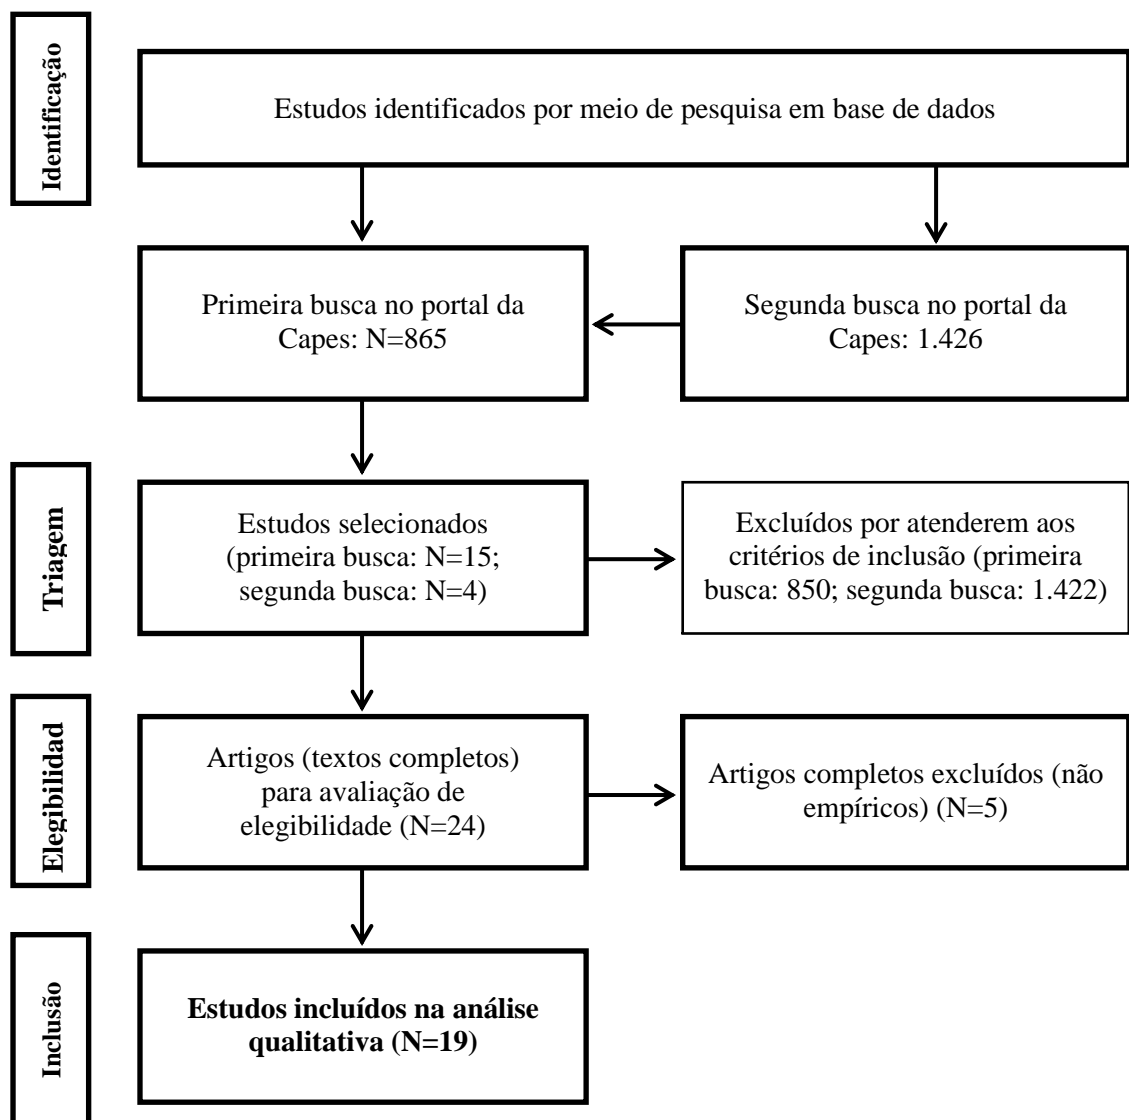 Identificação
Estudos identificados por meio de pesquisa em base de dados
Primeira busca no portal da
Capes: N=865
Segunda busca no portal da
Capes: 1.426
Triagem
Estudos selecionados
(primeira busca: N=15;
segunda busca: N=4)
Excluídos por atenderem aos
critérios de inclusão (primeira
busca: 850; segunda busca: 1.422)
Elegibilidad
Artigos (textos completos)
para avaliação de
elegibilidade (N=24)
Artigos completos excluídos (não
empíricos) (N=5)
Inclusão
Estudos incluídos na análise
qualitativa (N=19)